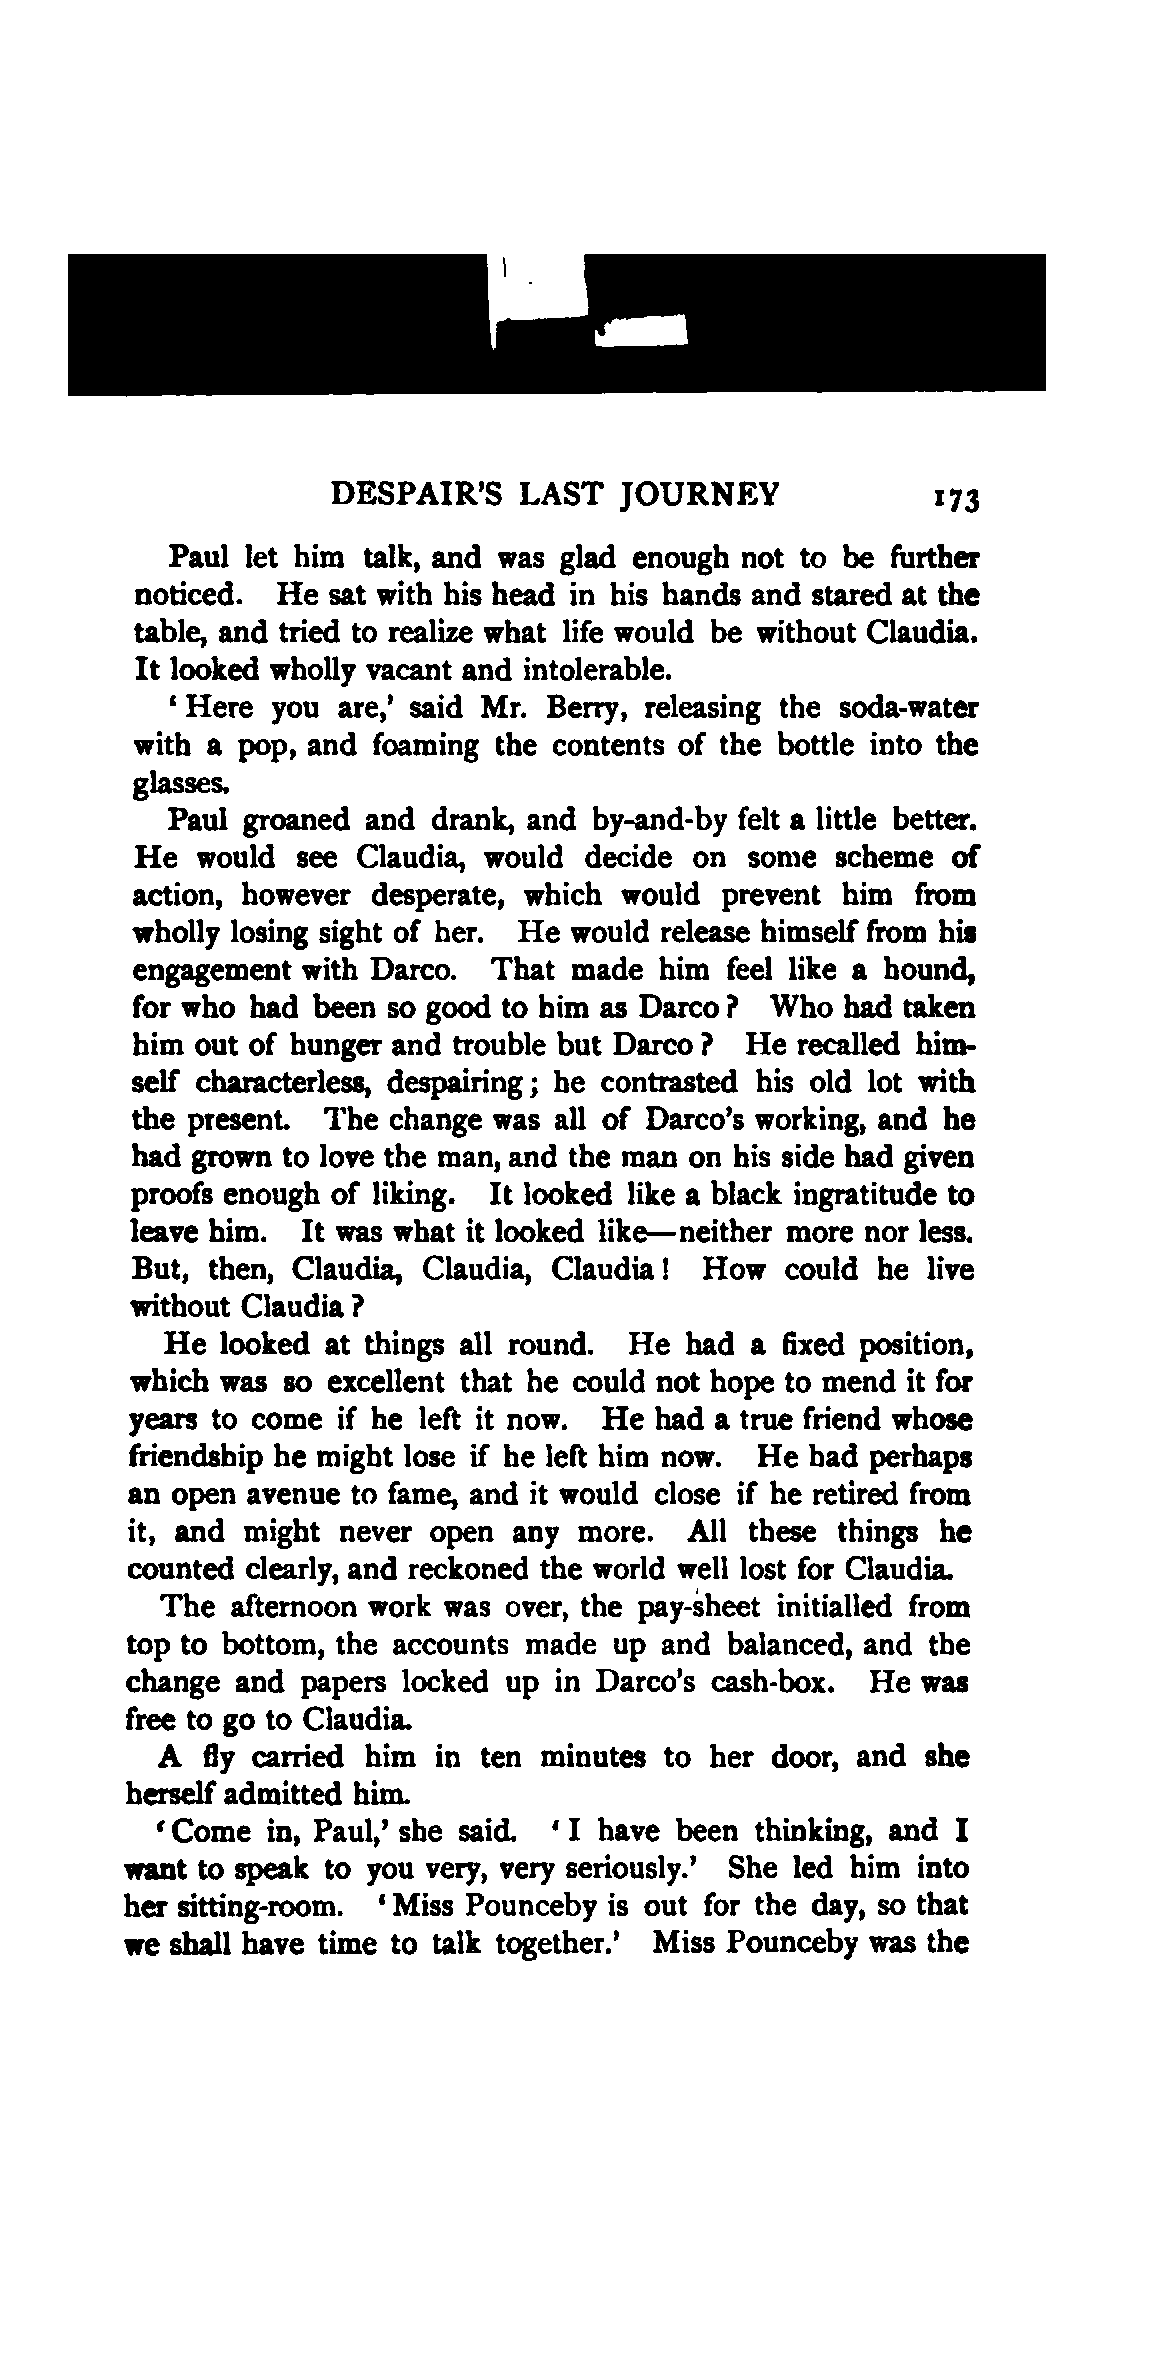 DESPAIR'S LAST JOURNEY 173
Paul let him talk, and was glad enough not to be further
noticed. He sat with his head in his hands and stared at the
table, and tried to realize what life would be without Claudia.
It looked wholly vacant and intolerable.
‘Here you are,’ said Mr. Berry, releasing the soda-water
with a pop, and foaming the contents of the bottle into the
glasses.
Paul groaned and drank, and by-and-by felt a little better.
He would see Claudia, would decide on some scheme of
action, however desperate, which would prevent him from
wholly losing sight of her. He would release himself from his
engagement with Darco. That made him feel like a hound,
for who had been so good to him as Darco? Who had taken
him out of hunger and trouble but Darco? He recalled him-
self characterless, despairing; he contrasted his old lot with
the present. The change was all of Darco's working, and he
had grown to love the man, and the man on his side had given
proofs enough of liking. It looked like a black ingratitude to
leave him. It was what it looked like—neither more nor less.
But, then, Claudia, Claudia, Claudia! How could he live
without Claudia?
He looked at things all round. He had a fixed position,
which was so excellent that he could not hope to mend it for
years to come if he left it now. He had a true friend whose
friendship he might lose if he left him now. He had perhaps
an open avenue to fame, and it would close if he retired from
it, and might never open any more. All these things he
counted clearly, and reckoned the world well lost for Claudia.
The afternoon work was over, the pay-sheet initialled from
top to bottom, the accounts made up and balanced, and the
change and papers locked up in Darco's cash-box. He was
free to go to Claudia.
A fly carried him in ten minutes to her door, and she
herself admitted him.
‘Come in, Paul,’ she said. ‘I have been thinking, and I
want to speak to you very, very seriously.’ She led him into
her sitting-room. ‘Miss Pounceby is out for the day, so that
we shall have time to talk together.’ Miss Pounceby was the